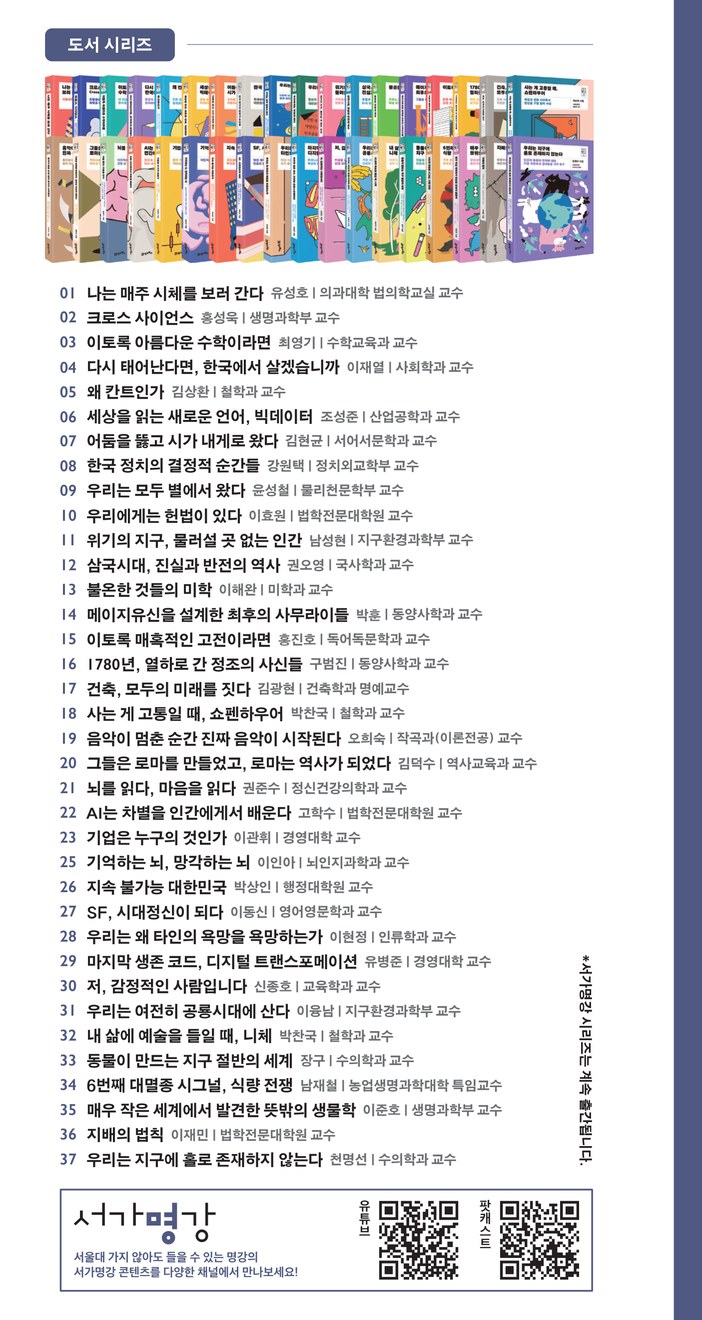 도서 시리즈
사는 게 고통일 때, 쇼펜하우어
우리는 지구에 홀로 존재하지 않는다
01 나는 매주 시체를 보러 간다 유성호 | 의과대학 법의학교실 교수
02 크로스 사이언스 홍성욱 | 생명과학부 교수
03 이토록 아름다운 수학이라면 최영기 | 수학교육과 교수
04 다시 태어난다면, 한국에서 살겠습니까 이재열 | 사회학과 교수
05 왜 칸트인가 김상환 | 철학과 교수
06 세상을 읽는 새로운 언어, 빅데이터 조성준 | 산업공학과 교수
07 어둠을 뚫고 시가 내게로 왔다 김현균 | 서어서문학과 교수
08 한국 정치의 결정적 순간들 강원택 | 정치외교학부 교수
09 우리는 모두 별에서 왔다 윤성철 | 물리천문학부 교수
10 우리에게는 헌법이 있다 이효원 | 법학전문대학원 교수
11 위기의 지구, 물러설 곳 없는 인간 남성현 | 지구환경과학부 교수
12 삼국시대, 진실과 반전의 역사 권오영 | 국사학과 교수
13 불온한 것들의 미학 이해완 | 미학과 교수
14 메이지유신을 설계한 최후의 사무라이들 박훈 | 동양사학과 교수
15 이토록 매혹적인 고전이라면 홍진호 | 독어독문학과 교수
16 1780년, 열하로 간 정조의 사신들 구범진 | 동양사학과 교수
17 건축, 모두의 미래를 짓다 김광현 | 건축학과 명예교수
18 사는 게 고통일 때, 쇼펜하우어 박찬국 | 철학과 교수
19 음악이 멈춘 순간 진짜 음악이 시작된다 오희숙 | 작곡과(이론전공) 교수
20 그들은 로마를 만들었고, 로마는 역사가 되었다 김덕수 | 역사교육과 교수
21 뇌를 읽다, 마음을 읽다 권준수 | 정신건강의학과 교수
22 AI는 차별을 인간에게서 배운다 고학수 | 법학전문대학원 교수
23 기업은 누구의 것인가 이관휘 | 경영대학 교수
25 기억하는 뇌, 망각하는 뇌 이인아 | 뇌인지과학과 교수
26 지속 불가능 대한민국 박상인 | 행정대학원 교수
27 SF, 시대정신이 되다 이동신 | 영어영문학과 교수
28 우리는 왜 타인의 욕망을 욕망하는가 이현정 | 인류학과 교수
29 마지막 생존 코드, 디지털 트랜스포메이션 유병준 | 경영대학 교수
30 저, 감정적인 사람입니다 신종호 | 교육학과 교수
31 우리는 여전히 공룡시대에 산다 이융남 | 지구환경과학부 교수
32 내 삶에 예술을 들일 때, 니체 박찬국 | 철학과 교수
33 동물이 만드는 지구 절반의 세계 장구 | 수의학과 교수
34 6번째 대멸종 시그널, 식량 전쟁 남재철 | 농업생명과학대학 특임교수
35 매우 작은 세계에서 발견한 뜻밖의 생물학 이준호 | 생명과학부 교수
36 지배의 법칙 이재민 | 법학전문대학원 교수
37 우리는 지구에 홀로 존재하지 않는다 천명선 | 수의학과 교수
*서가명강 시리즈는 계속 출간됩니다.
서가명강
서울대 가지 않아도 들을 수 있는 명강의
서가명강 콘텐츠를 다양한 채널에서 만나보세요!
유튜브
팟캐스트